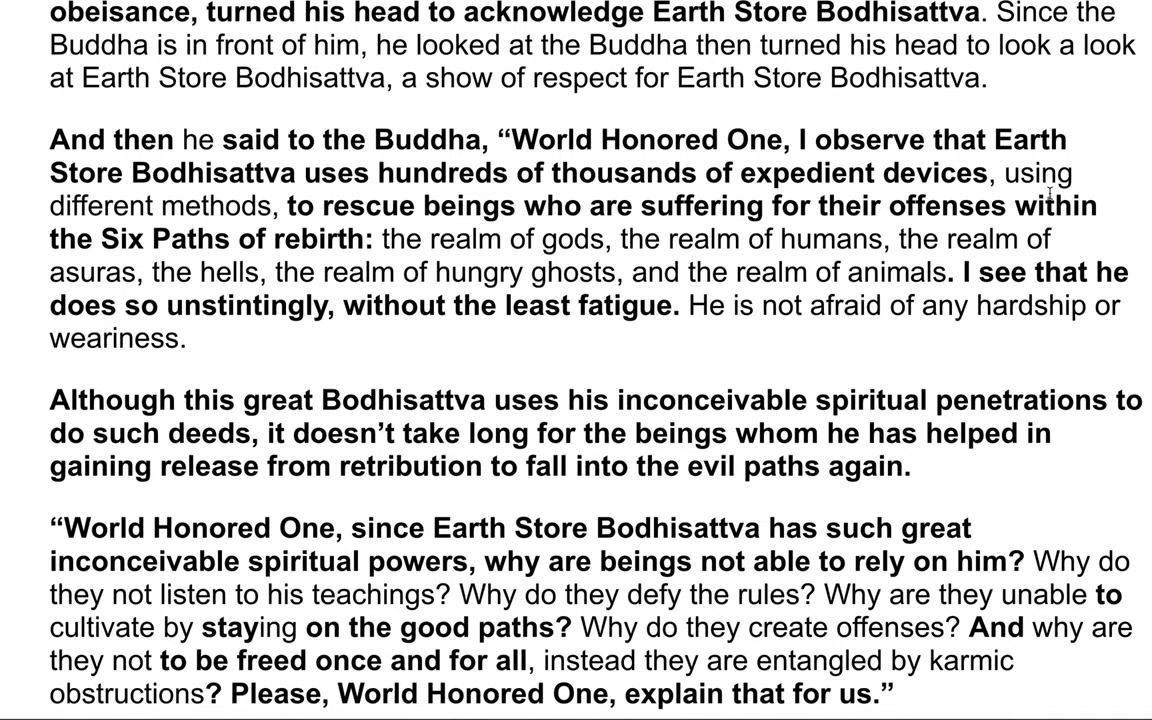 obeisance, turned his head to acknowledge Earth Store Bodhisattva. Since the
Buddha is in front of him, he looked at the Buddha then turned his head to look a look
at Earth Store Bodhisattva, a show of respect for Earth Store Bodhisattva.
And then he said to the Buddha, “World Honored One, I observe that Earth
Store Bodhisattva uses hundreds of thousands of expedient devices, using
different methods, to rescue beings who are suffering for their offenses within
the Six Paths of rebirth: the realm of gods, the realm of humans, the realm of
asuras, the hells, the realm of hungry ghosts, and the realm of animals. I see that he
does so unstintingly, without the least fatigue. He is not afraid of any hardship or
weariness.
Although this great Bodhisattva uses his inconceivable spiritual penetrations to
do such deeds, it doesn’t take long for the beings whom he has helped in
gaining release from retribution to fall into the evil paths again.
“World Honored One, since Earth Store Bodhisattva has such great
inconceivable spiritual powers, why are beings not able to rely on him? Why do
they not listen to his teachings? Why do they defy the rules? Why are they unable to
cultivate by staying on the good paths? Why do they create offenses? And why are
they not to be freed once and for all, instead they are entangled by karmic
obstructions? Please, World Honored One, explain that for us.”